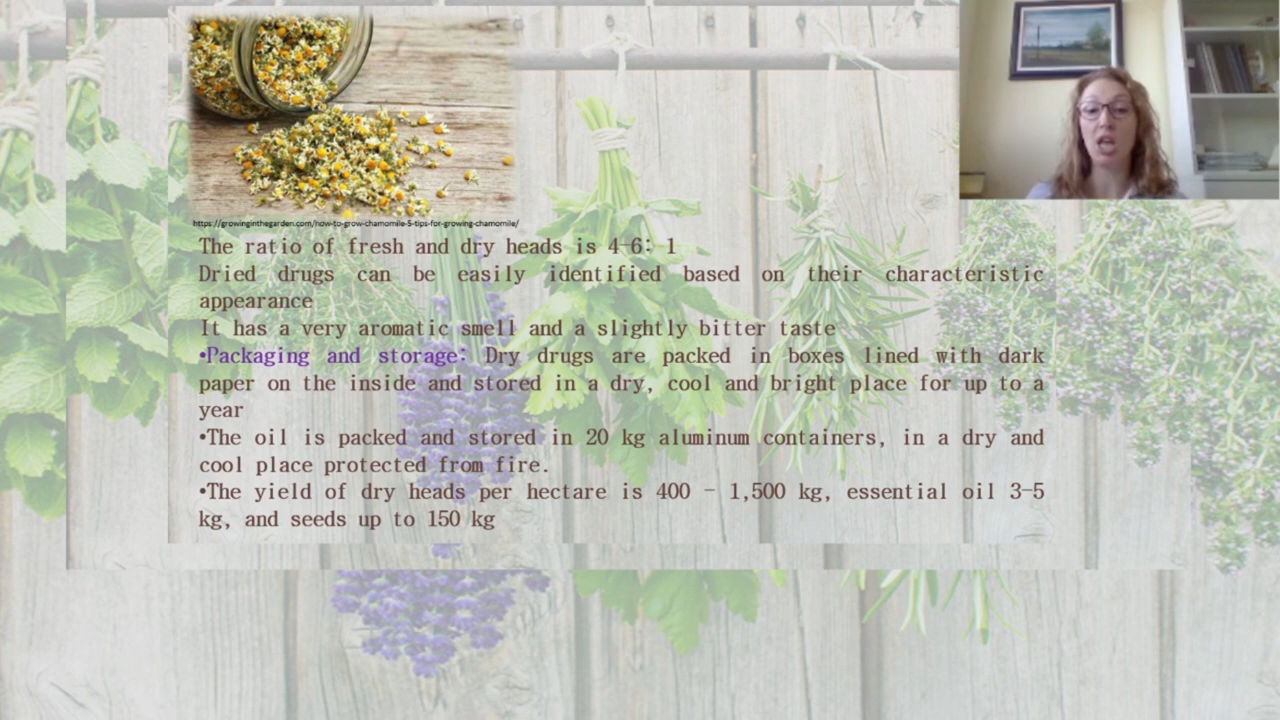 https://growinginthegarden.com/how-to-grow-chamomile-5-tips-for-growing-chamomile/
The ratio of fresh and dry heads is 4-6: 1
Dried drugs can be easily identified based on their characteristic
appearance
It has a very aromatic smell and a slightly bitter taste
•Packaging and storage: Dry drugs are packed in boxes lined with dark
paper on the inside and stored in a dry, cool and bright place for up to a
year
•The oil is packed and stored in 20 kg aluminum containers, in a dry and
cool place protected from fire.
•The yield of dry heads per hectare is 400 - 1,500 kg, essential oil 3-5
kg, and seeds up to 150 kg